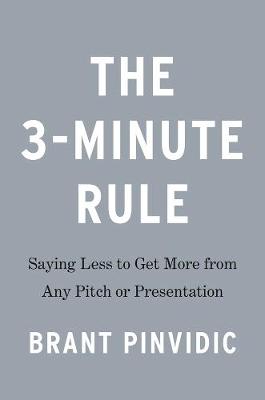 THE
3-MINUTE
RULE
Saying Less to Get More from
Any Pitch or Presentation
BRANT PINVIDIC